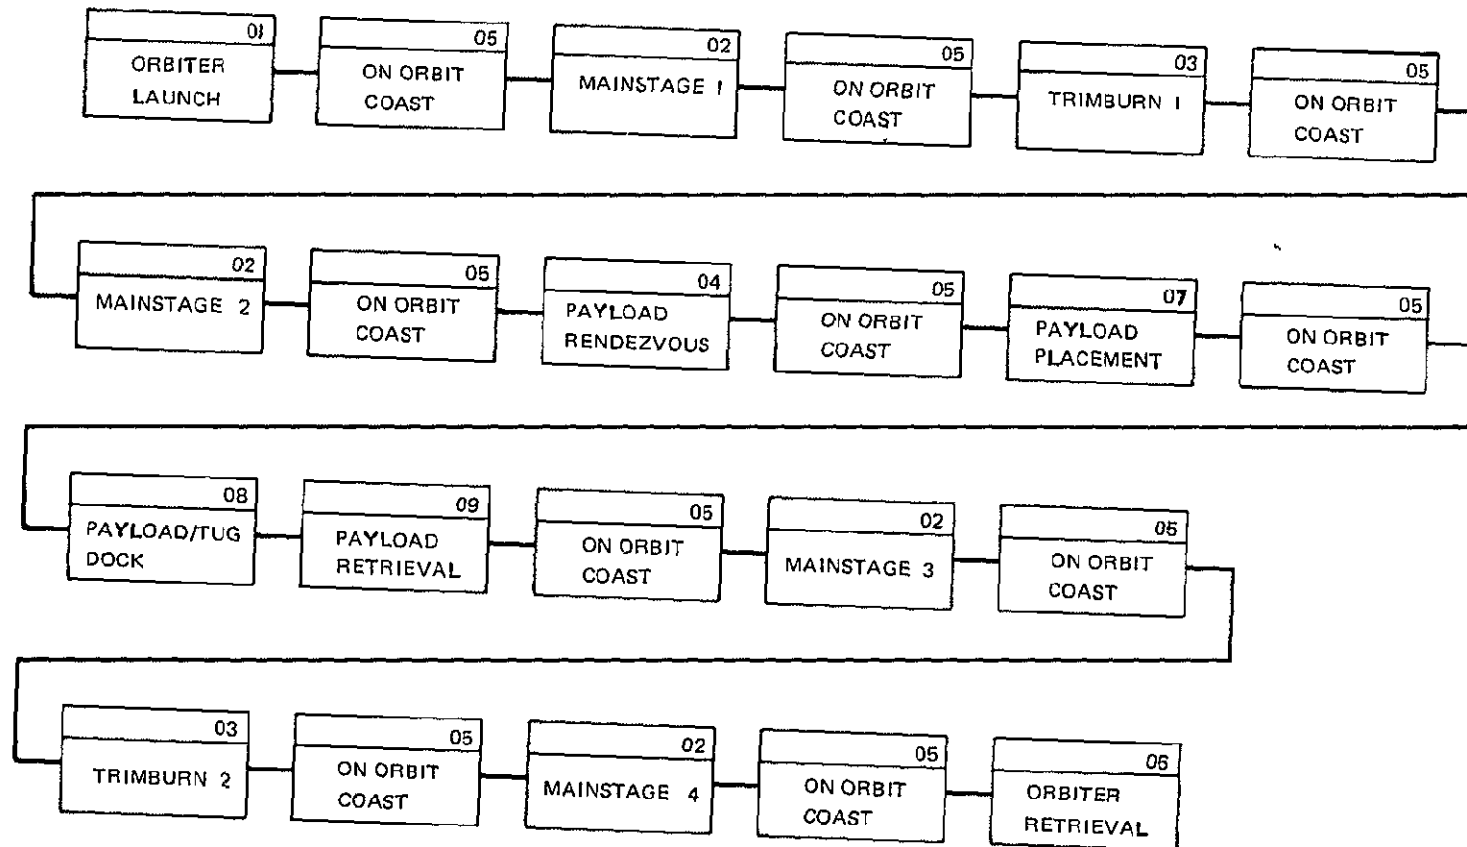 01
ORBITER
LAUNCH
05
ON ORBIT
COAST
02
MAINSTAGE 1
05
ON ORBIT
COAST
03
TRIMBURN 1
05
ON ORBIT
COAST
02
MAINSTAGE 2
05
ON ORBIT
COAST
04
PAYLOAD
RENDEZVOUS
05
ON ORBIT
COAST
07
PAYLOAD
PLACEMENT
05
ON ORBIT
COAST
08
PAYLOAD/TUG
DOCK
09
PAYLOAD
RETRIEVAL
05
ON ORBIT
COAST
02
MAINSTAGE 3
05
ON ORBIT
COAST
03
TRIMBURN 2
05
ON ORBIT
COAST
02
MAINSTAGE 4
05
ON ORBIT
COAST
06
ORBITER
RETRIEVAL